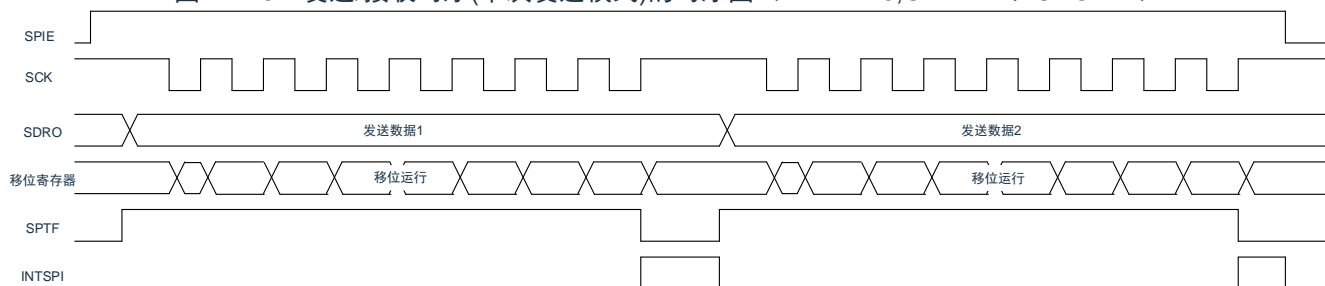 SPIE
SCK
SDRO 发送数据1 发送数据2
移位寄存器 移位运行 移位运行
SPTF
INTSPI